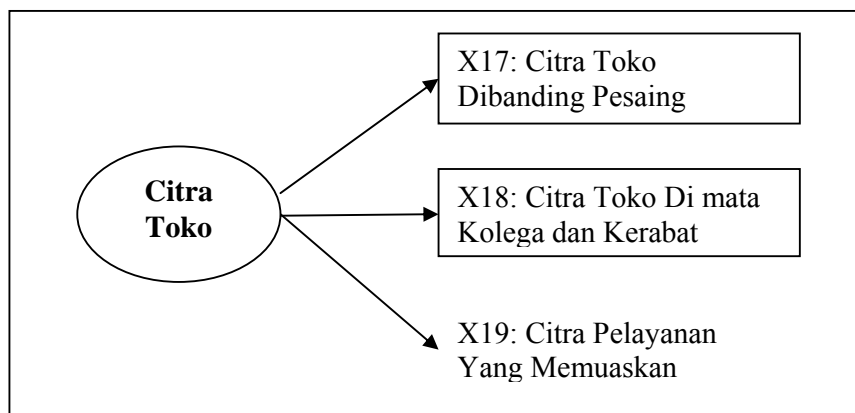 X17: Citra Toko
Dibanding Pesaing
Citra
Toko
X18: Citra Toko Di mata
Kolega dan Kerabat
X19: Citra Pelayanan
Yang Memuaskan